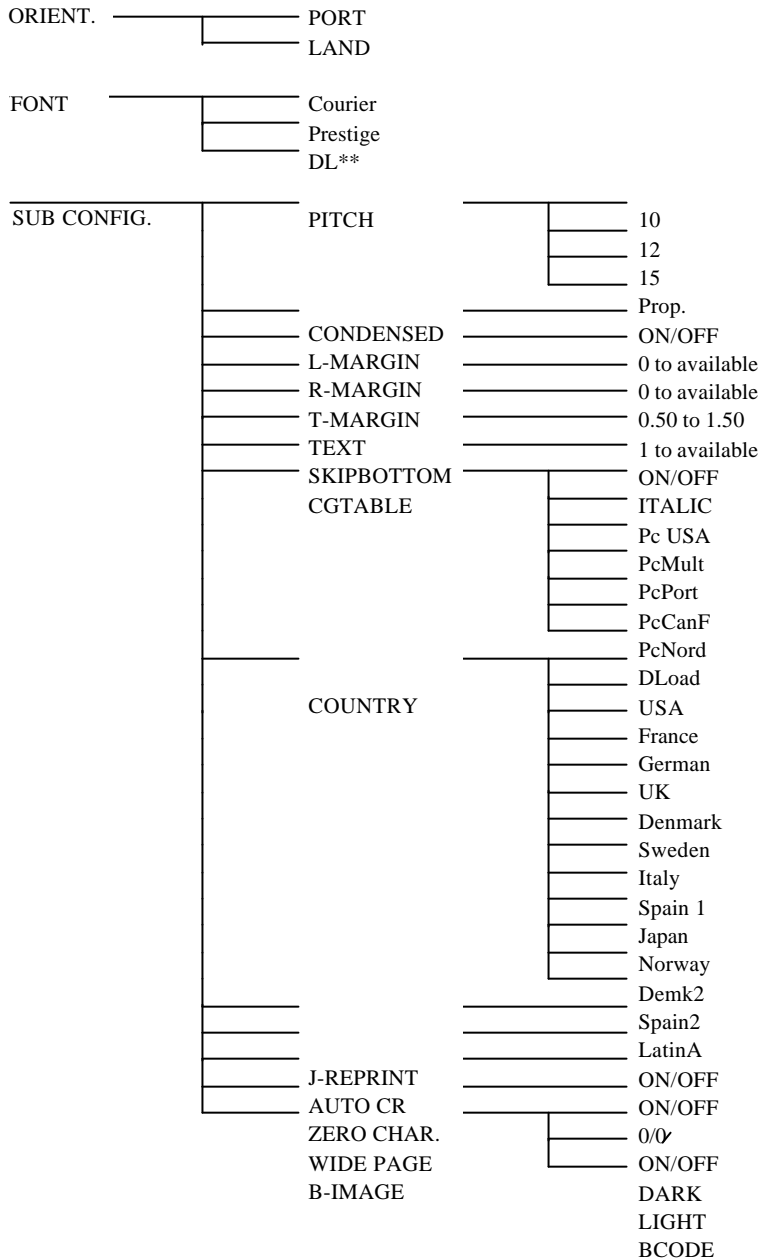 ORIENT. PORT
LAND
FONT Courier
Prestige
DL**
SUB CONFIG. PITCH 10
12
15
Prop.
CONDENSED ON/OFF
L-MARGIN 0 to available
R-MARGIN 0 to available
T-MARGIN 0.50 to 1.50
TEXT 1 to available
SKIPBOTTOM ON/OFF
CGTABLE ITALIC
Pc USA
PcMult
PcPort
PcCanF
PcNord
DLoad
COUNTRY USA
France
German
UK
Denmark
Sweden
Italy
Spain 1
Japan
Norway
Demk2
Spain2
LatinA
J-REPRINT ON/OFF
AUTO CR ON/OFF
ZERO CHAR. 0/0̸
WIDE PAGE ON/OFF
B-IMAGE DARK
LIGHT
BCODE